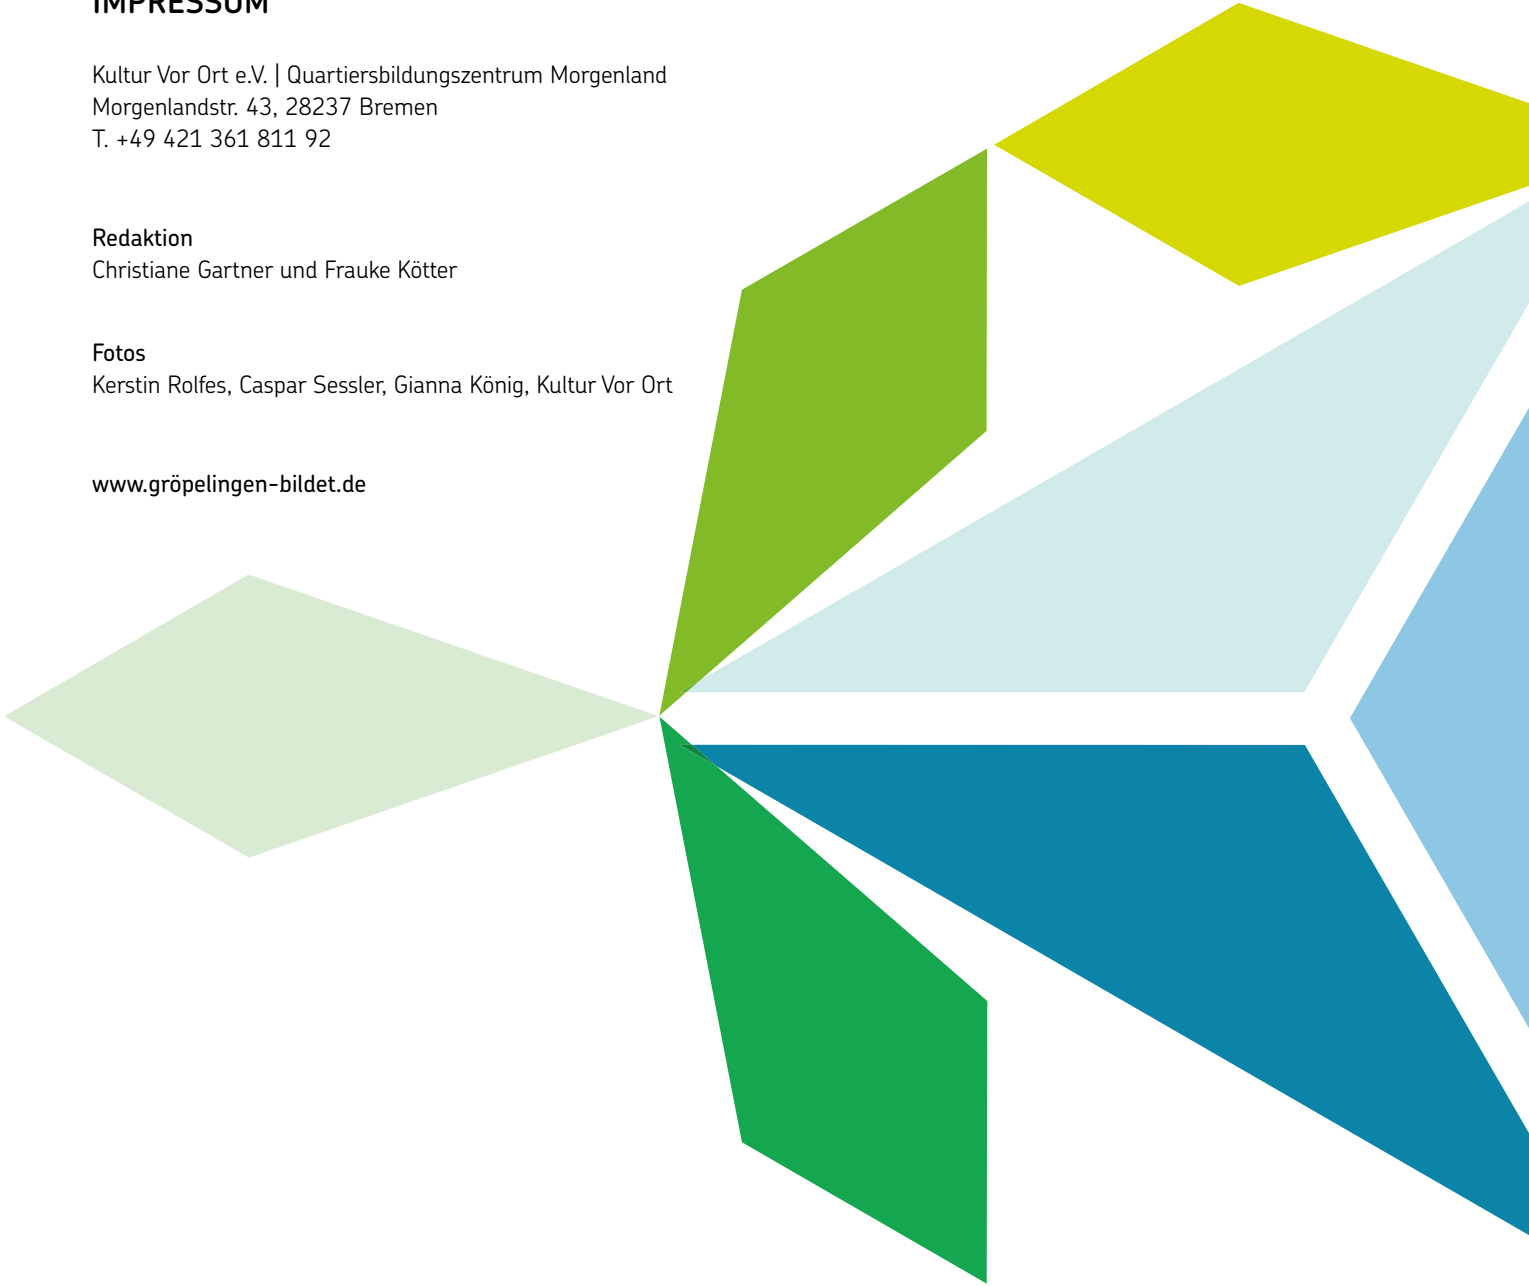 IMPRESSUM
Kultur Vor Ort e.V. | Quartiersbildungszentrum Morgenland
Morgenlandstr. 43, 28237 Bremen
T. +49 421 361 811 92
Redaktion
Christiane Gartner und Frauke Kötter
Fotos
Kerstin Rolfes, Caspar Sessler, Gianna König, Kultur Vor Ort
www.gröpelingen-bildet.de